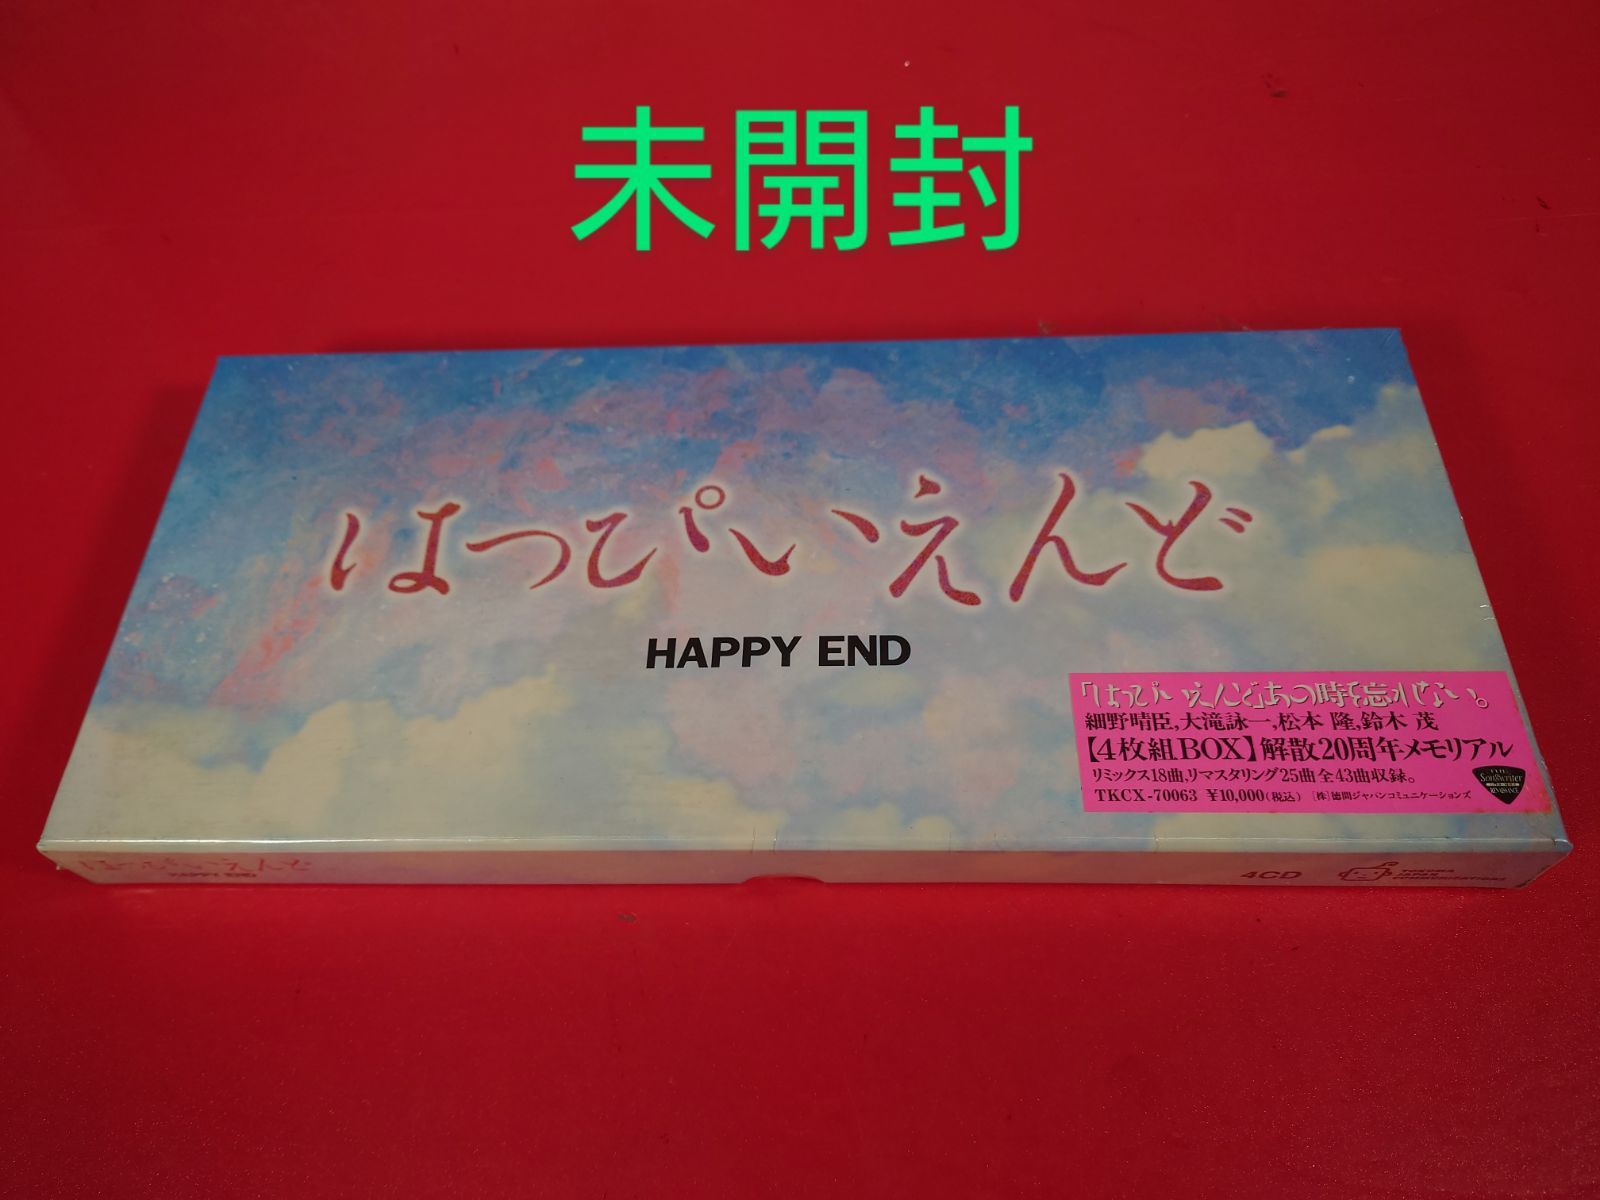 未開封
はっぴいえんど
HAPPY END
「はっぴいえんど」あの時を忘れない。
細野晴臣,大滝詠一,松本 隆,鈴木 茂
【4枚組BOX】解散20周年メモリアル
リミックス18曲,リマスタリング25曲 全43曲収録。
TKCX-70063 ¥10,000(税込) [株]徳間ジャパンコミュニケーションズ
THE
Songwriter
RENAISSANCE
はっぴいえんど
HAPPY END
4CD
TOKUMA
JAPAN
COMMUNICATIONS